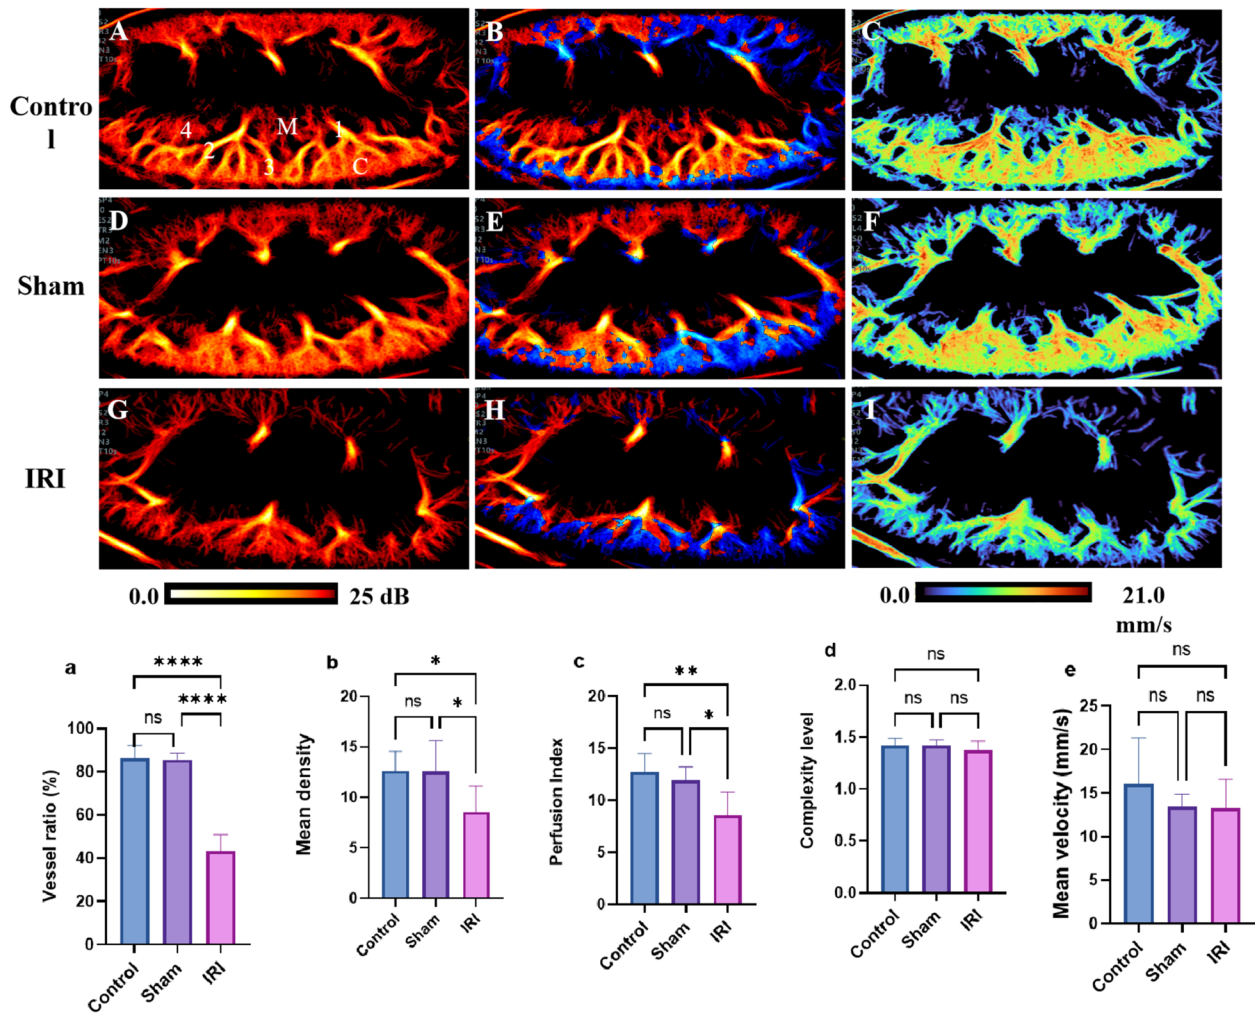 A
B
C
Contro
l
4
M
1
2
3
C
D
E
F
Sham
G
H
I
IRI
0.0
25 dB
0.0
21.0
mm/s
a
****
****
ns
Vessel ratio (%)
100
80
60
40
20
0
Control
Sham
IRI
b
*
ns
*
Mean density
20
15
10
5
0
Control
Sham
IRI
c
**
ns
*
Perfusion Index
20
15
10
5
0
Control
Sham
IRI
d
ns
ns
ns
Complexity level
2.0
1.5
1.0
0.5
0.0
Control
Sham
IRI
e
ns
ns
ns
Mean velocity (mm/s)
25
20
15
10
5
0
Control
Sham
IRI